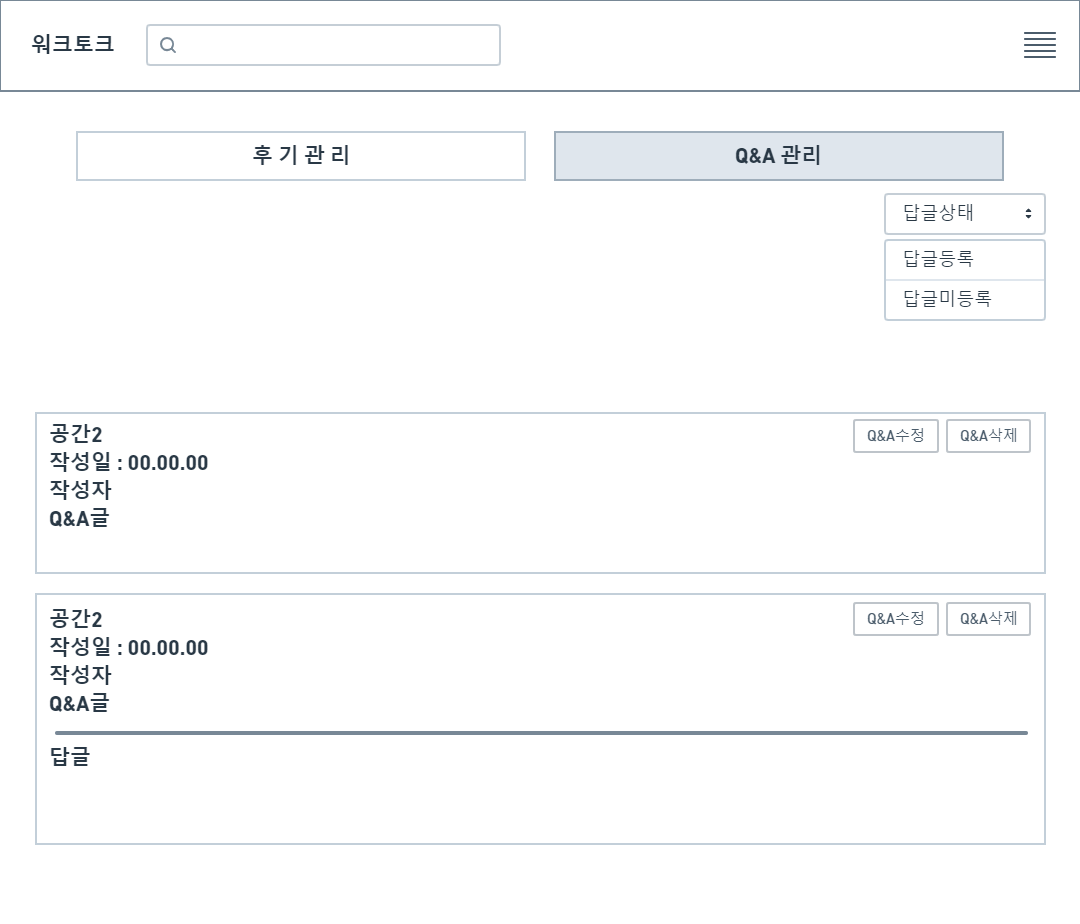 워크토크
후 기 관 리
Q&A 관리
답글상태
답글등록
답글미등록
공간2
Q&A수정
Q&A삭제
작성일 : 00.00.00
작성자
Q&A글
공간2
Q&A수정
Q&A삭제
작성일 : 00.00.00
작성자
Q&A글
답글